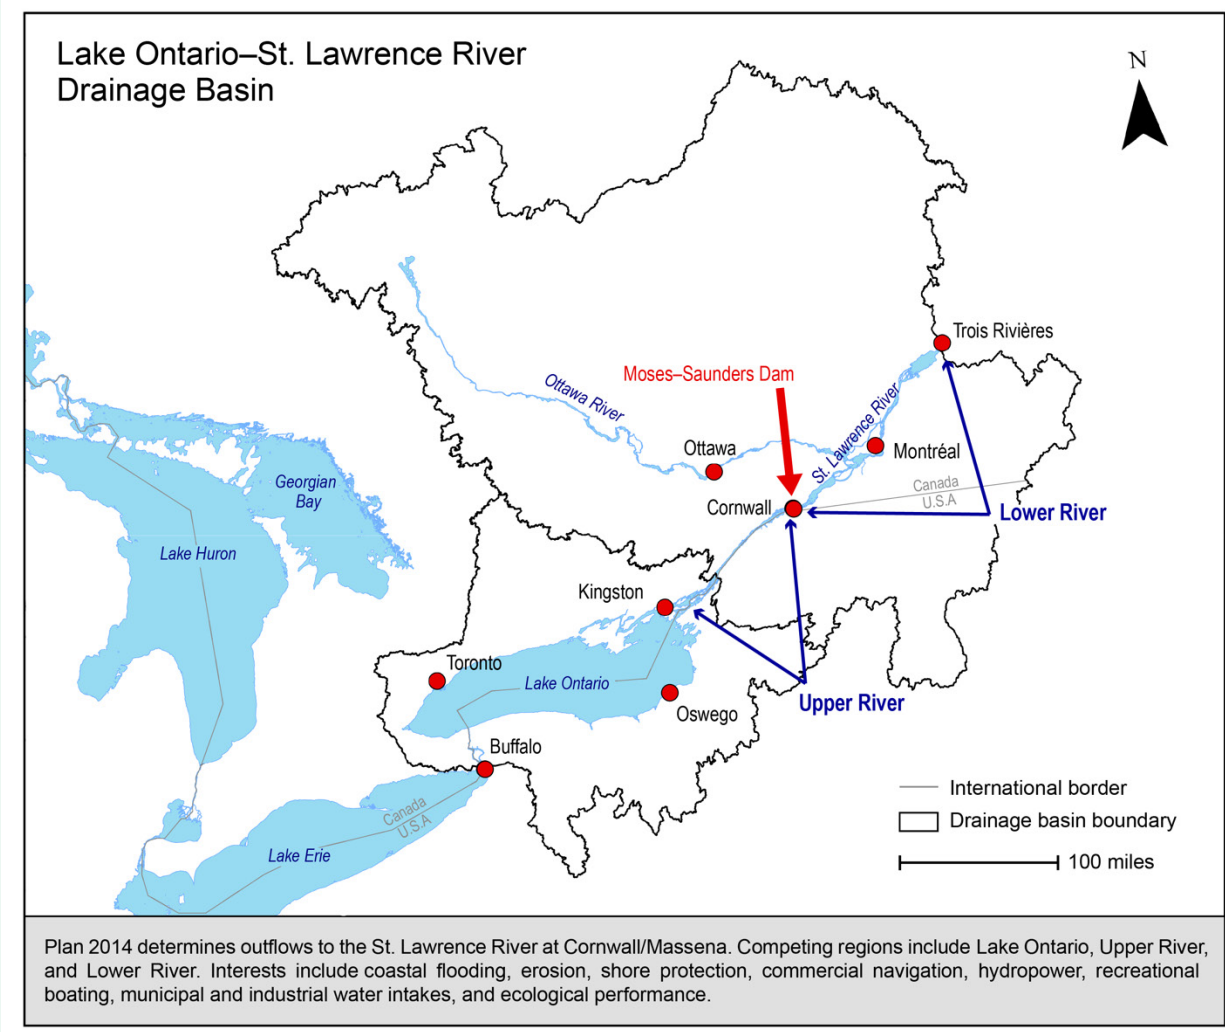 Lake Ontario–St. Lawrence River
Drainage Basin
N
Trois Rivières
Moses–Saunders Dam
Ottawa River
St. Lawrence River
Ottawa
Montréal
Georgian
Bay
Canada
U.S.A
Cornwall
Lower River
Lake Huron
Kingston
Toronto
Lake Ontario
Upper River
Oswego
Buffalo
International border
Canada
U.S.A
Drainage basin boundary
Lake Erie
100 miles
Plan 2014 determines outflows to the St. Lawrence River at Cornwall/Massena. Competing regions include Lake Ontario, Upper River,
and Lower River. Interests include coastal flooding, erosion, shore protection, commercial navigation, hydropower, recreational
boating, municipal and industrial water intakes, and ecological performance.